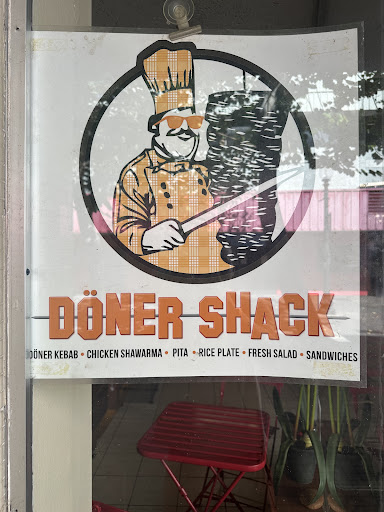 DÖNER SHACK
DÖNER KEBAB • CHICKEN SHAWARMA • PITA • RICE PLATE • FRESH SALAD • SANDWICHES